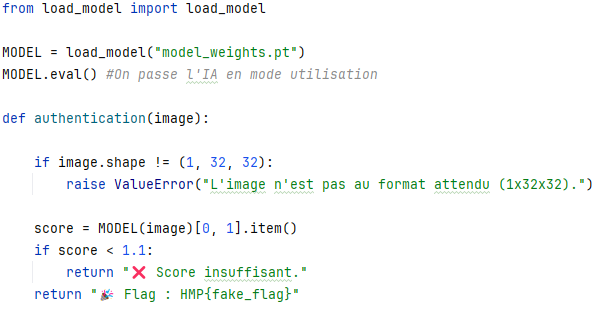 from load_model import load_model
MODEL = load_model("model_weights.pt")
MODEL.eval() #On passe l'IA en mode utilisation
def authentication(image):
if image.shape != (1, 32, 32):
raise ValueError("L'image n'est pas au format attendu (1x32x32).")
score = MODEL(image)[0, 1].item()
if score < 1.1:
return "❌ Score insuffisant."
return "🎉 Flag : HMP{fake_flag}"